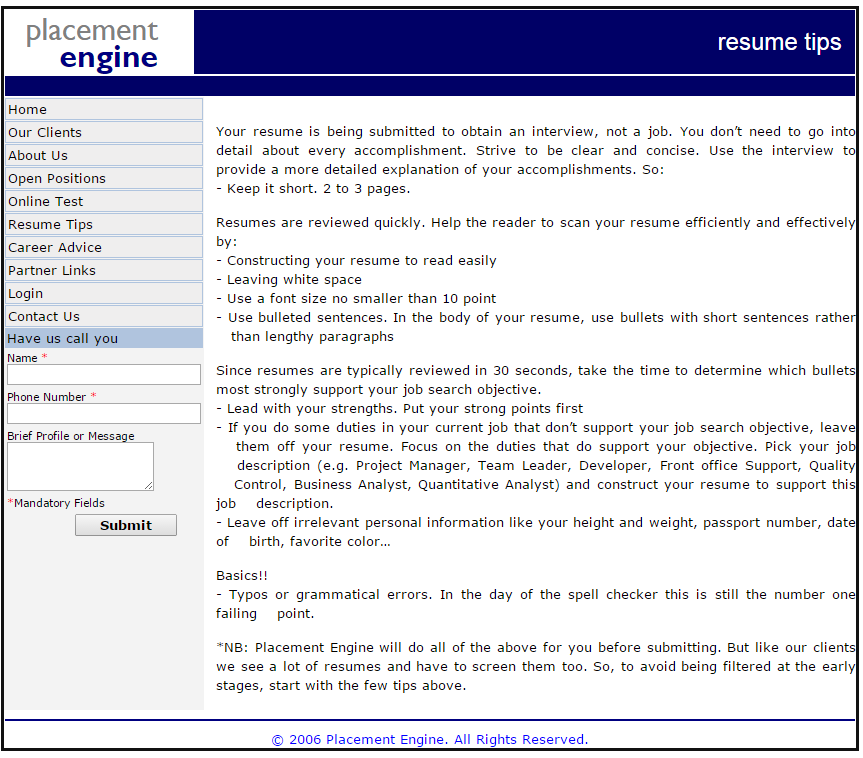 placement
engine
resume tips
Home
Our Clients
About Us
Open Positions
Online Test
Resume Tips
Career Advice
Partner Links
Login
Contact Us
Have us call you
Name *
Phone Number *
Brief Profile or Message
*Mandatory Fields
Submit
Your resume is being submitted to obtain an interview, not a job. You don't need to go into
detail about every accomplishment. Strive to be clear and concise. Use the interview to
provide a more detailed explanation of your accomplishments. So:
- Keep it short. 2 to 3 pages.
Resumes are reviewed quickly. Help the reader to scan your resume efficiently and effectively
by:
- Constructing your resume to read easily
- Leaving white space
- Use a font size no smaller than 10 point
- Use bulleted sentences. In the body of your resume, use bullets with short sentences rather
than lengthy paragraphs
Since resumes are typically reviewed in 30 seconds, take the time to determine which bullets
most strongly support your job search objective.
- Lead with your strengths. Put your strong points first
- If you do some duties in your current job that don't support your job search objective, leave
them off your resume. Focus on the duties that do support your objective. Pick your job
description (e.g. Project Manager, Team Leader, Developer, Front office Support, Quality
Control, Business Analyst, Quantitative Analyst) and construct your resume to support this
job description.
- Leave off irrelevant personal information like your height and weight, passport number, date
of birth, favorite color...
Basics!!
- Typos or grammatical errors. In the day of the spell checker this is still the number one
failing point.
*NB: Placement Engine will do all of the above for you before submitting. But like our clients
we see a lot of resumes and have to screen them too. So, to avoid being filtered at the early
stages, start with the few tips above.
© 2006 Placement Engine. All Rights Reserved.